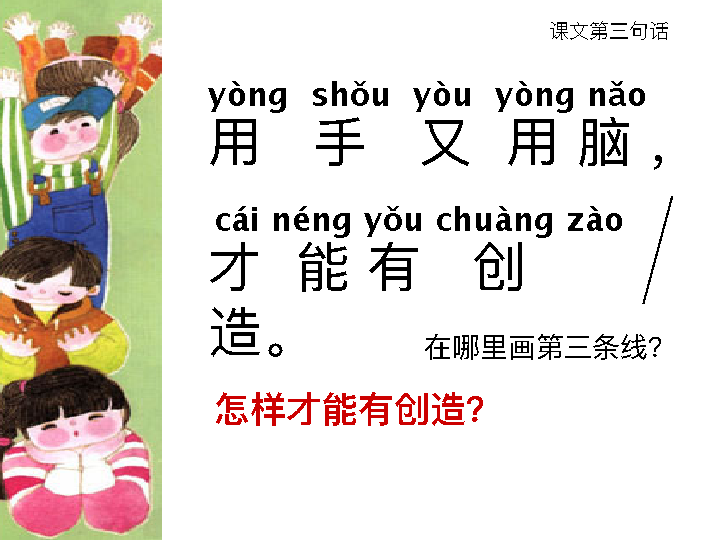 课文第三句话
yòng shǒu yòu yòng nǎo
用 手 又 用 脑，
cái néng yǒu chuàng zào
才 能 有 创
造。
在哪里画第三条线?
怎样才能有创造?